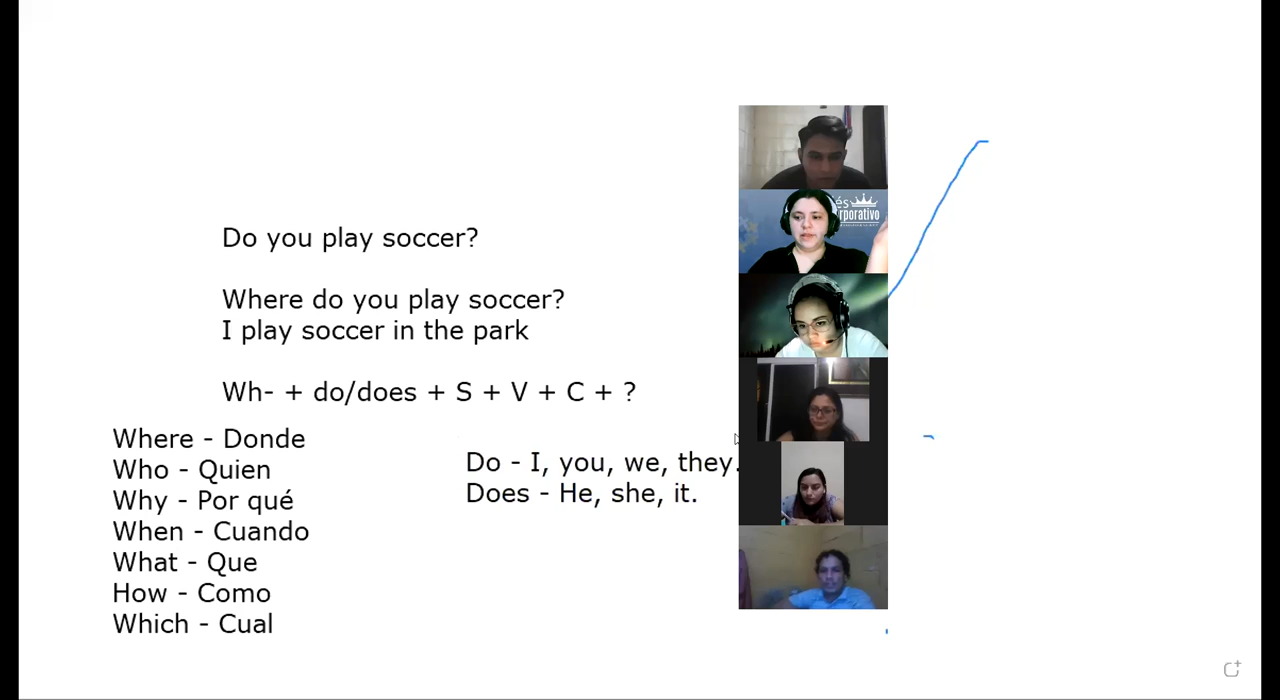 Do you play soccer?
Where do you play soccer?
I play soccer in the park
Wh- + do/does + S + V + C + ?
Where - Donde
Who - Quien
Why - Por qué
When - Cuando
What - Que
How - Como
Which - Cual
Do - I, you, we, they.
Does - He, she, it.
és
rporativo